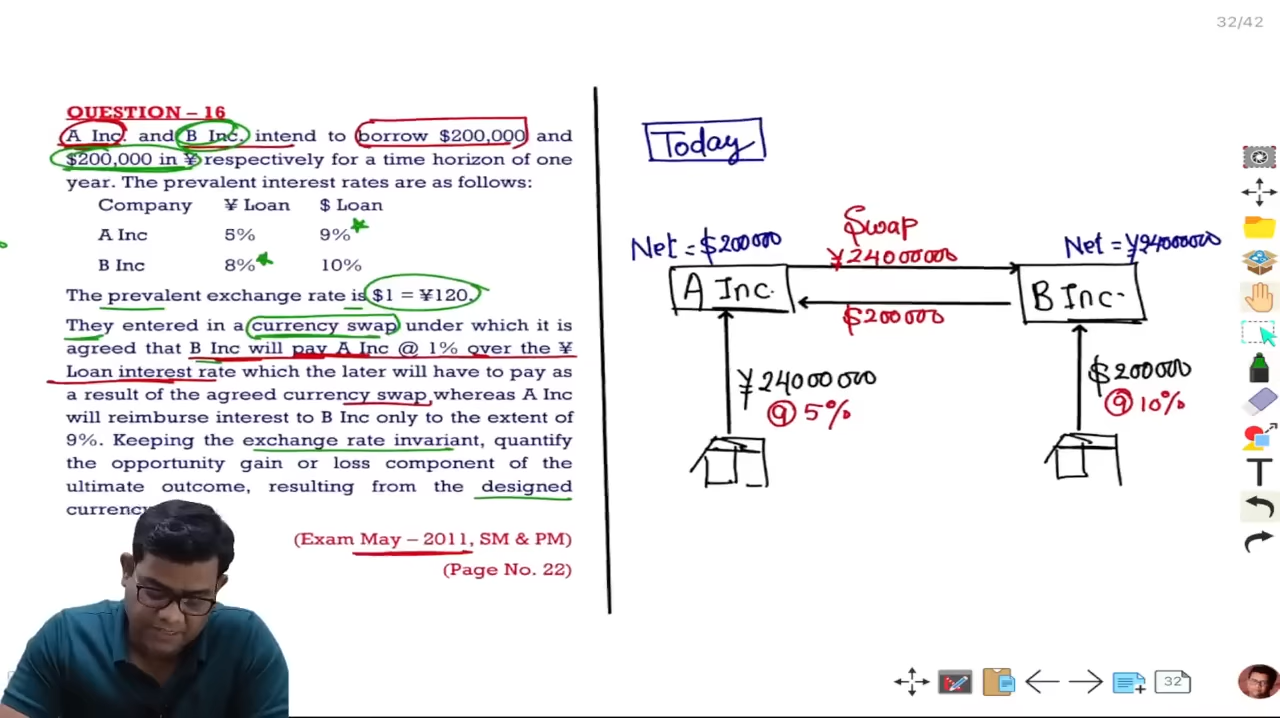 32/42
QUESTION – 16
A Inc. and B Inc. intend to borrow $200,000 and
$200,000 in ¥ respectively for a time horizon of one
year. The prevalent interest rates are as follows:
Company ¥ Loan $ Loan
A Inc 5% 9%
B Inc 8% 10%
The prevalent exchange rate is $1 = ¥120.
They entered in a currency swap under which it is
agreed that B Inc will pay A Inc @ 1% over the ¥
Loan interest rate which the later will have to pay as
a result of the agreed currency swap whereas A Inc
will reimburse interest to B Inc only to the extent of
9%. Keeping the exchange rate invariant, quantify
the opportunity gain or loss component of the
ultimate outcome, resulting from the designed
currency
(Exam May – 2011, SM & PM)
(Page No. 22)
Today
Swap
Net = $200000
¥24000000
Net = ¥24000000
A Inc.
B Inc.
$200000
¥24000000
@ 5%
$200000
@ 10%
T
32